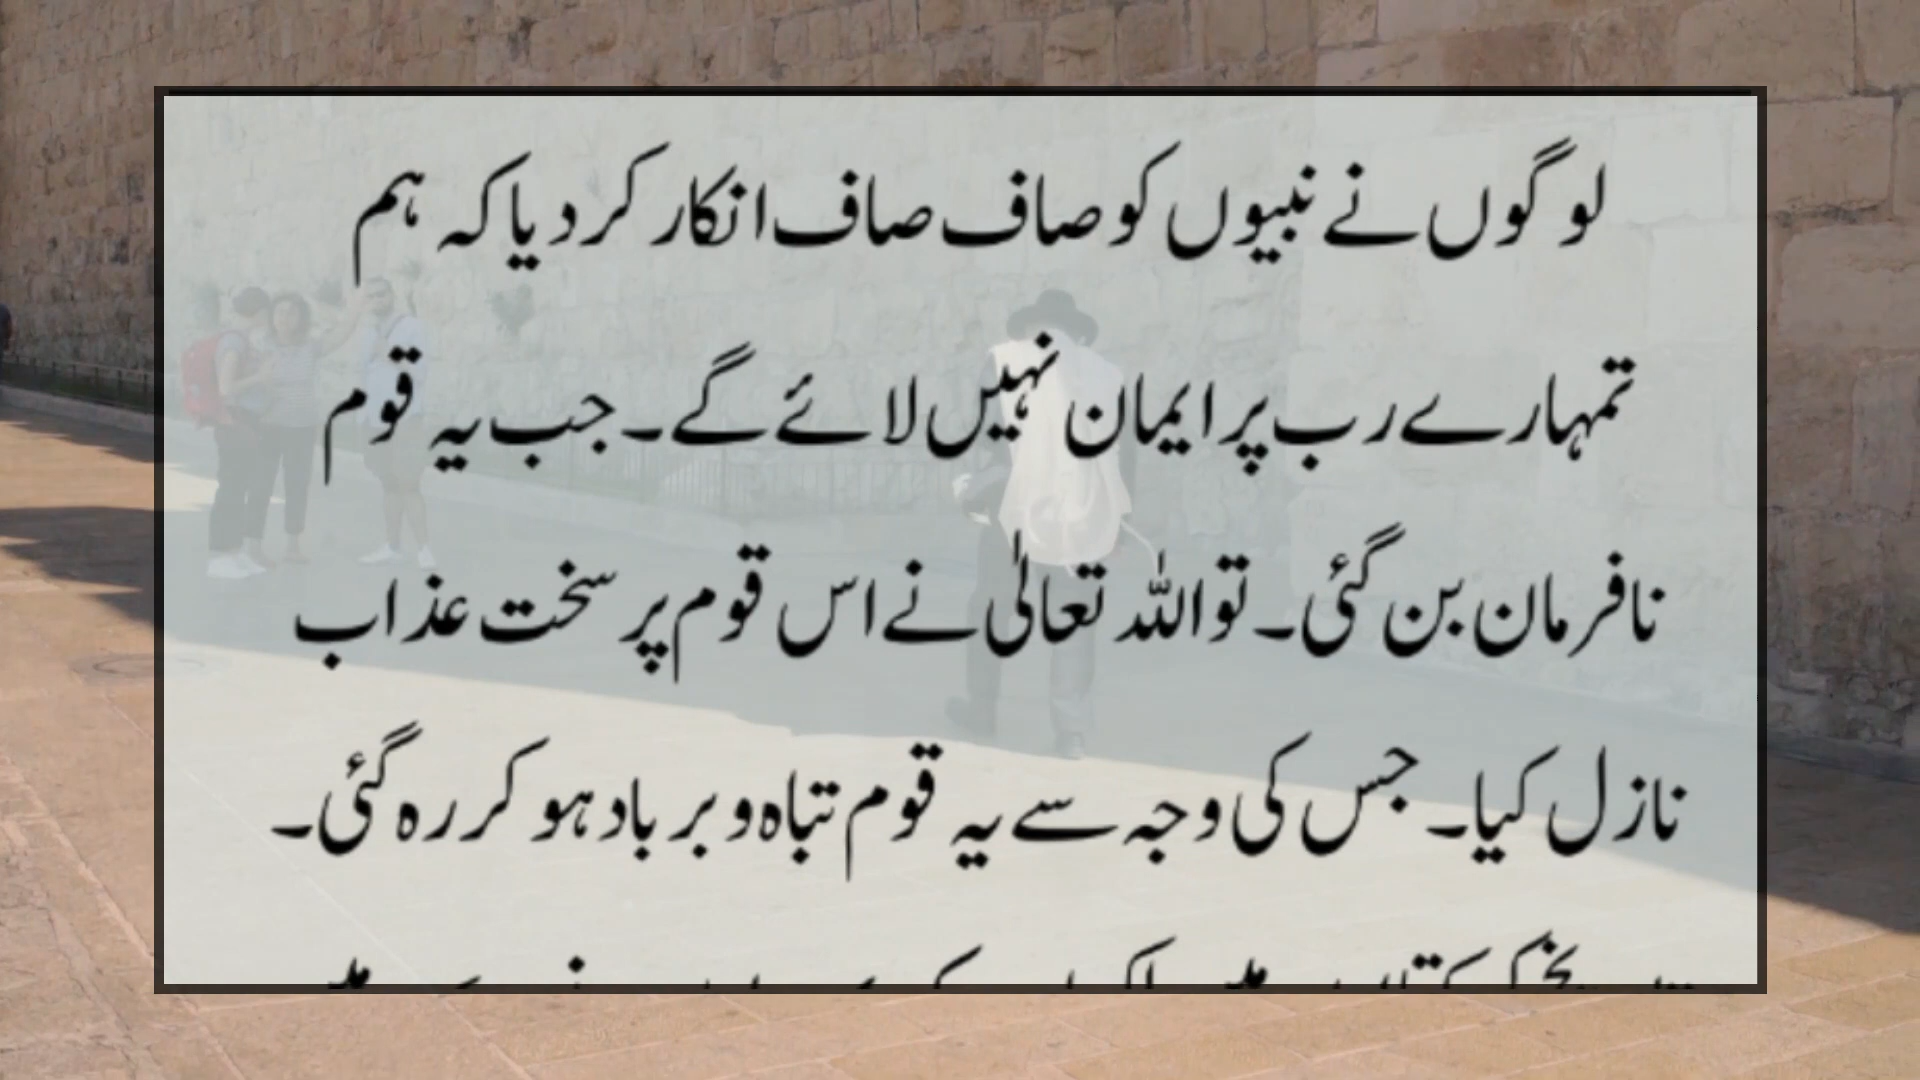 لوگوں نے نبیوں کو صاف صاف انکار کر دیا کہ ہم
تمہارے رب پر ایمان نہیں لائے گے۔ جب یہ قوم
نافرمان بن گئی۔ تو اللہ تعالٰی نے اس قوم پر سخت عذاب
نازل کیا۔ جس کی وجہ سے یہ قوم تباہ و برباد ہو کر رہ گئی۔